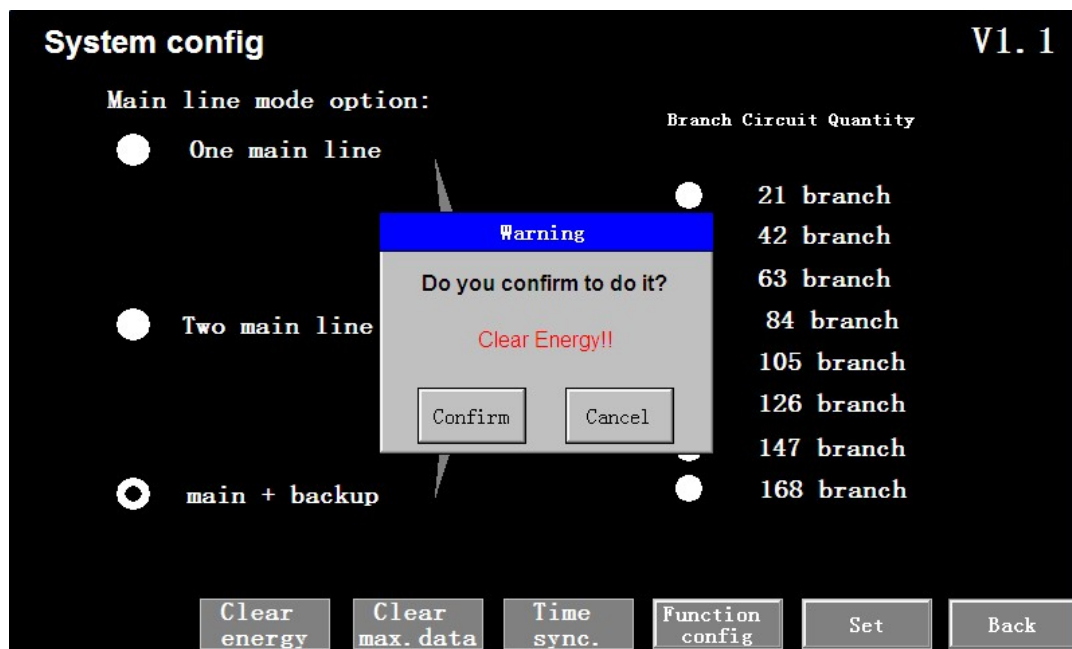 System config
V1.1
Main line mode option:
Branch Circuit Quantity
One main line
21 branch
Warning
42 branch
Do you confirm to do it?
63 branch
Two main line
84 branch
Clear Energy!!
105 branch
Confirm
Cancel
126 branch
147 branch
main + backup
168 branch
Clear
energy
Clear
max.data
Time
sync.
Function
config
Set
Back